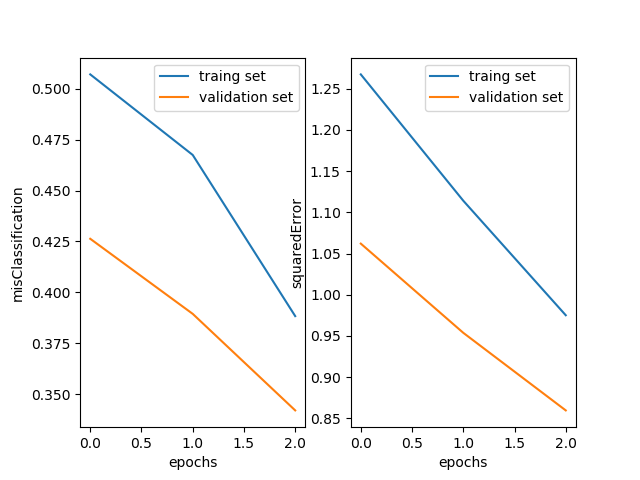 traing set
validation set
0.500
0.475
0.450
0.425
0.400
0.375
0.350
misClassification
0.0 0.5 1.0 1.5 2.0
epochs
traing set
validation set
1.25
1.20
1.15
1.10
1.05
1.00
0.95
0.90
0.85
squaredError
0.0 0.5 1.0 1.5 2.0
epochs